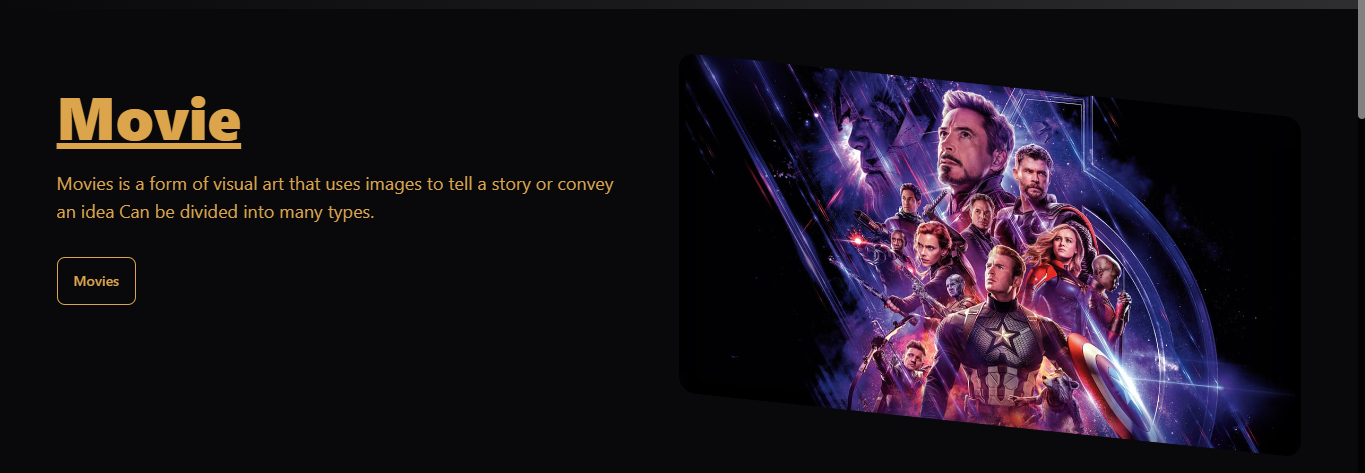 Movie
Movies is a form of visual art that uses images to tell a story or convey
an idea Can be divided into many types.
Movies